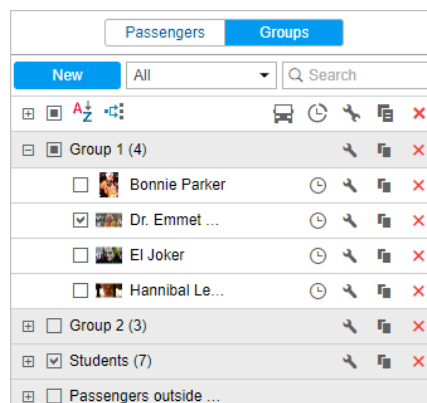 Passengers Groups
New All Search
A Z
Group 1 (4)
Bonnie Parker
Dr. Emmet ...
El Joker
Hannibal Le...
Group 2 (3)
Students (7)
Passengers outside ...